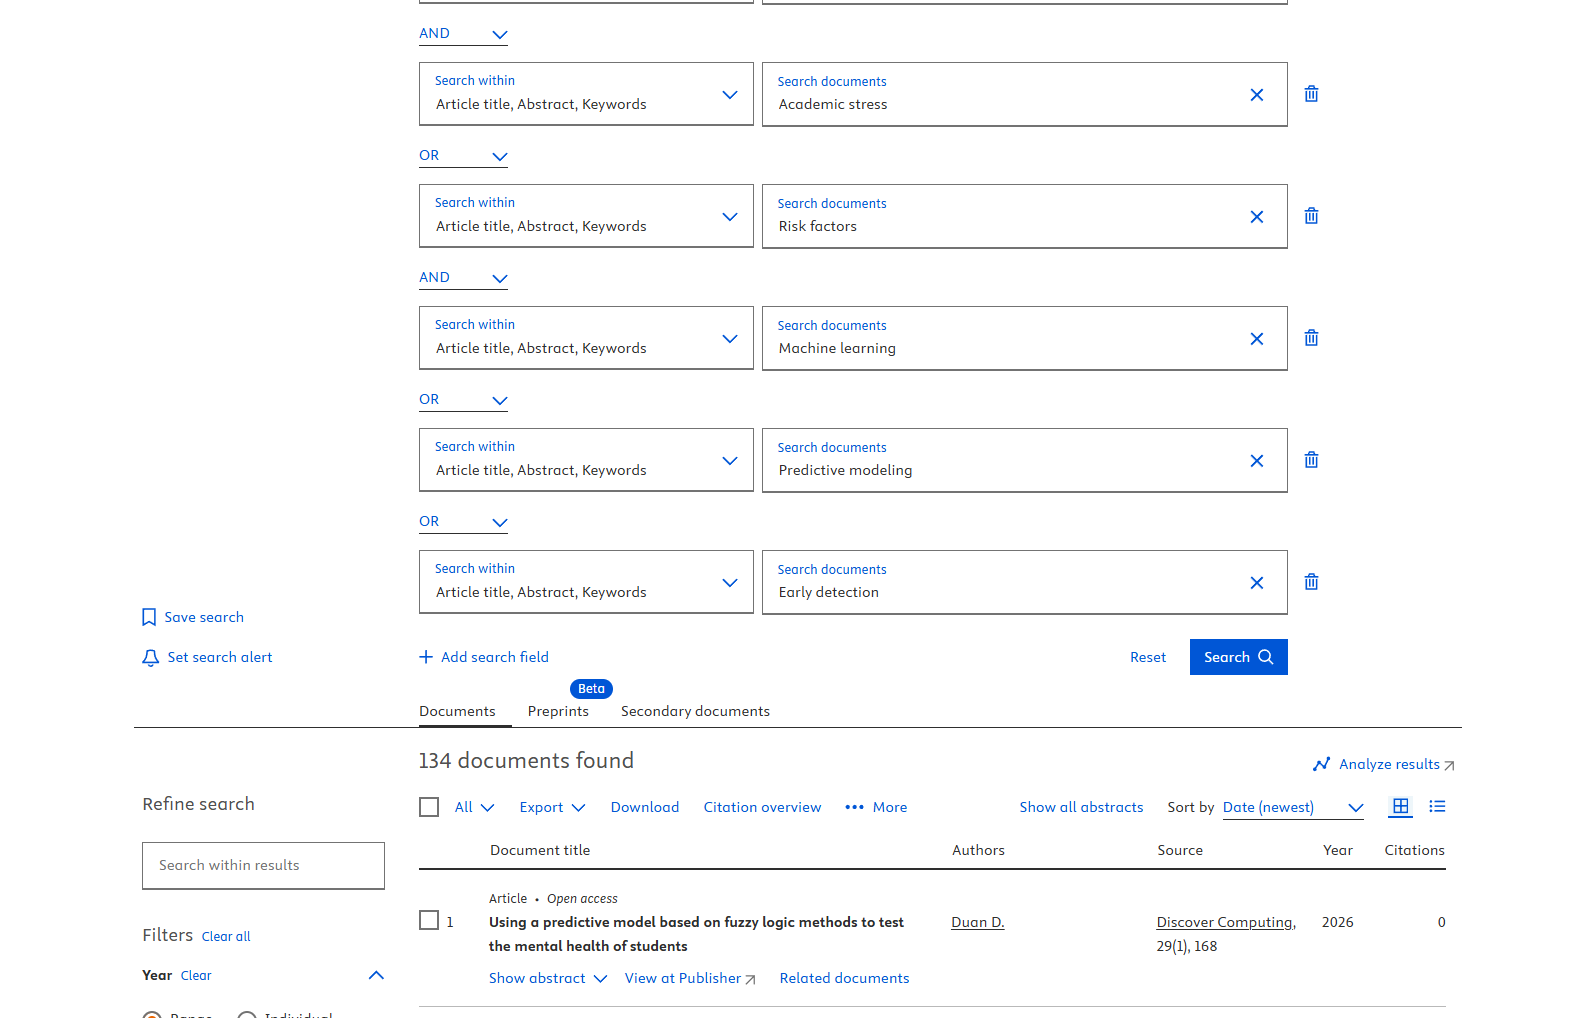 AND
Search within
Article title, Abstract, Keywords
Search documents
Academic stress
OR
Search within
Article title, Abstract, Keywords
Search documents
Risk factors
AND
Search within
Article title, Abstract, Keywords
Search documents
Machine learning
OR
Search within
Article title, Abstract, Keywords
Search documents
Predictive modeling
OR
Search within
Article title, Abstract, Keywords
Search documents
Early detection
Save search
Set search alert
Add search field
Reset
Search
Beta
Documents Preprints Secondary documents
134 documents found
Analyze results
Refine search
Search within results
Filters Clear all
Year Clear
Range Individual
All Export Download Citation overview ••• More Show all abstracts Sort by Date (newest)
Document title Authors Source Year Citations
Article • Open access
1 Using a predictive model based on fuzzy logic methods to test Duan D. Discover Computing, 2026 0
the mental health of students 29(1), 168
Show abstract View at Publisher Related documents